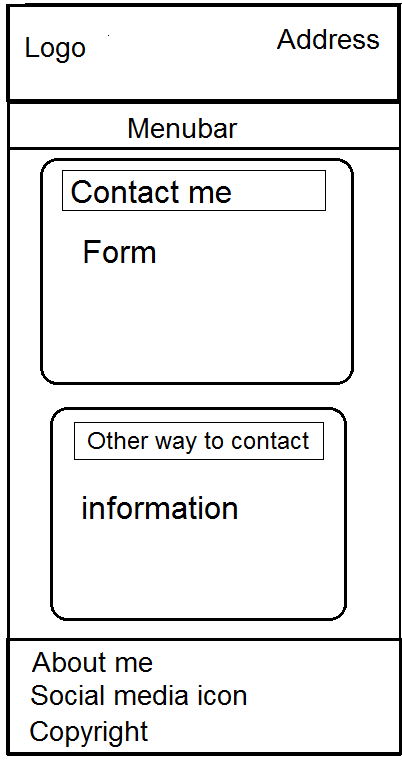 Logo
Address
Menubar
Contact me
Form
Other way to contact
information
About me
Social media icon
Copyright